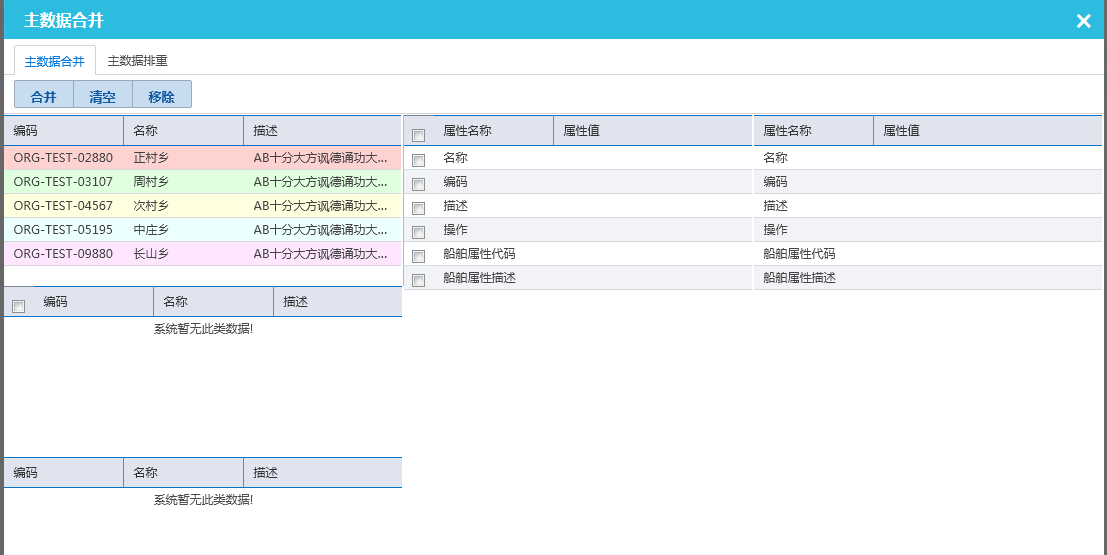 主数据合并
主数据合并 主数据排重
合并 清空 移除
编码 名称 描述
ORG-TEST-02880 正村乡 AB十分大方讽德诵功大...
ORG-TEST-03107 周村乡 AB十分大方讽德诵功大...
ORG-TEST-04567 次村乡 AB十分大方讽德诵功大...
ORG-TEST-05195 中庄乡 AB十分大方讽德诵功大...
ORG-TEST-09880 长山乡 AB十分大方讽德诵功大...
编码 名称 描述
系统暂无此类数据!
编码 名称 描述
系统暂无此类数据!
属性名称 属性值 属性名称 属性值
名称 名称
编码 编码
描述 描述
操作 操作
船舶属性代码 船舶属性代码
船舶属性描述 船舶属性描述